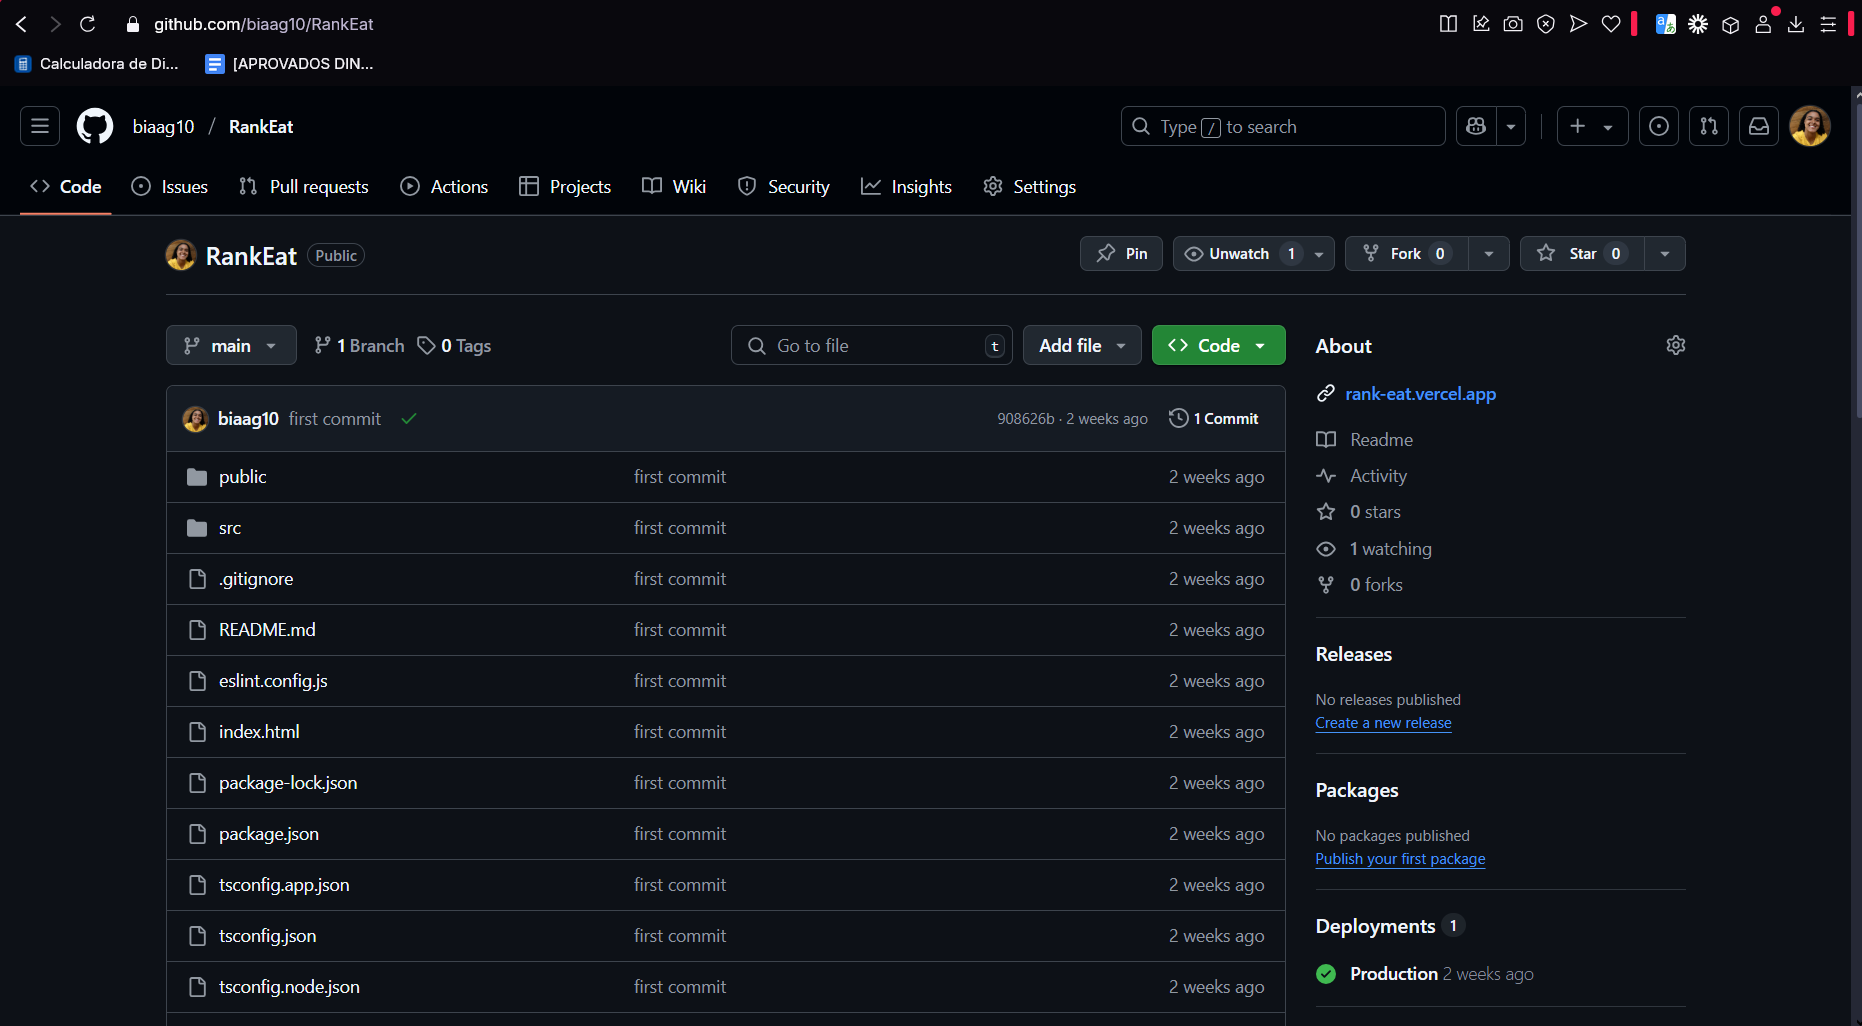 github.com/biaag10/RankEat
Calculadora de Di...
[APROVADOS DIN...
biaag10 / RankEat
Type / to search
Code
Issues
Pull requests
Actions
Projects
Wiki
Security
Insights
Settings
RankEat Public
Pin
Unwatch 1
Fork 0
Star 0
main
1 Branch
0 Tags
Go to file t
Add file
Code
biaag10 first commit
908626b · 2 weeks ago
1 Commit
public first commit 2 weeks ago
src first commit 2 weeks ago
.gitignore first commit 2 weeks ago
README.md first commit 2 weeks ago
eslint.config.js first commit 2 weeks ago
index.html first commit 2 weeks ago
package-lock.json first commit 2 weeks ago
package.json first commit 2 weeks ago
tsconfig.app.json first commit 2 weeks ago
tsconfig.json first commit 2 weeks ago
tsconfig.node.json first commit 2 weeks ago
About
rank-eat.vercel.app
Readme
Activity
0 stars
1 watching
0 forks
Releases
No releases published
Create a new release
Packages
No packages published
Publish your first package
Deployments 1
Production 2 weeks ago